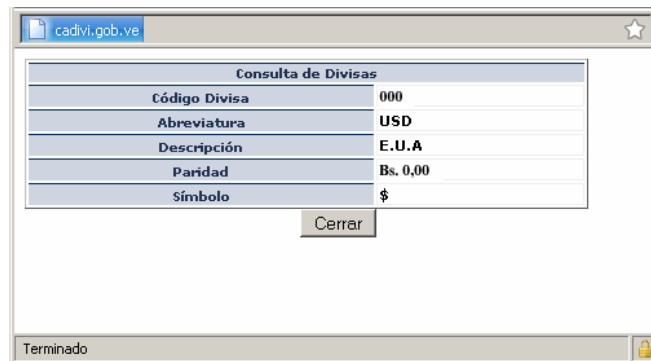 cadivi.gob.ve
Consulta de Divisas
Código Divisa 000
Abreviatura USD
Descripción E.U.A
Paridad Bs. 0,00
Símbolo $
Cerrar
Terminado